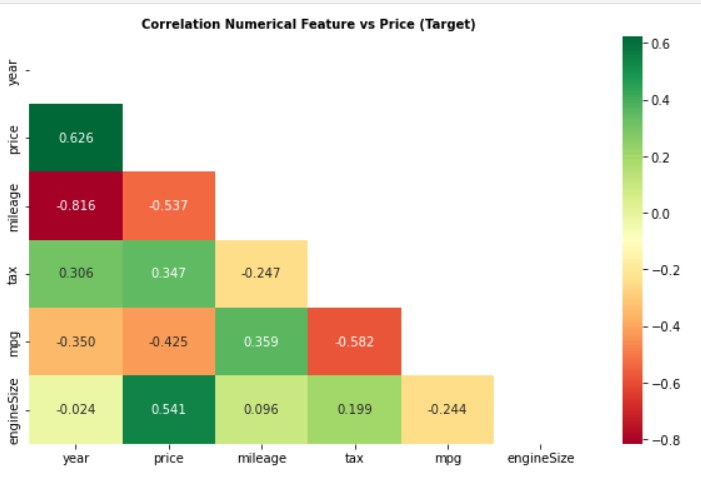 Correlation Numerical Feature vs Price (Target)
year
price 0.626
mileage -0.816 -0.537
tax 0.306 0.347 -0.247
mpg -0.350 -0.425 0.359 -0.582
engineSize -0.024 0.541 0.096 0.199 -0.244
year price mileage tax mpg engineSize
0.6
0.4
0.2
0.0
−0.2
−0.4
−0.6
−0.8